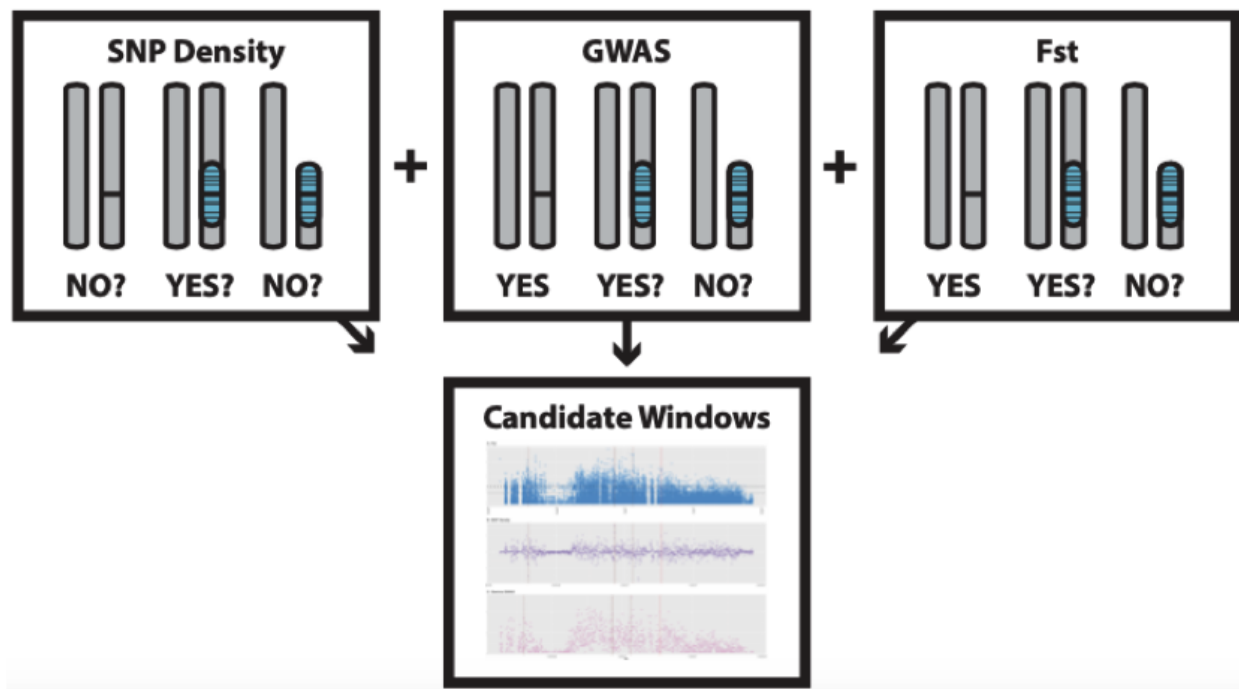 SNP Density
NO? YES? NO?
+
GWAS
YES YES? NO?
+
Fst
YES YES? NO?
Candidate Windows